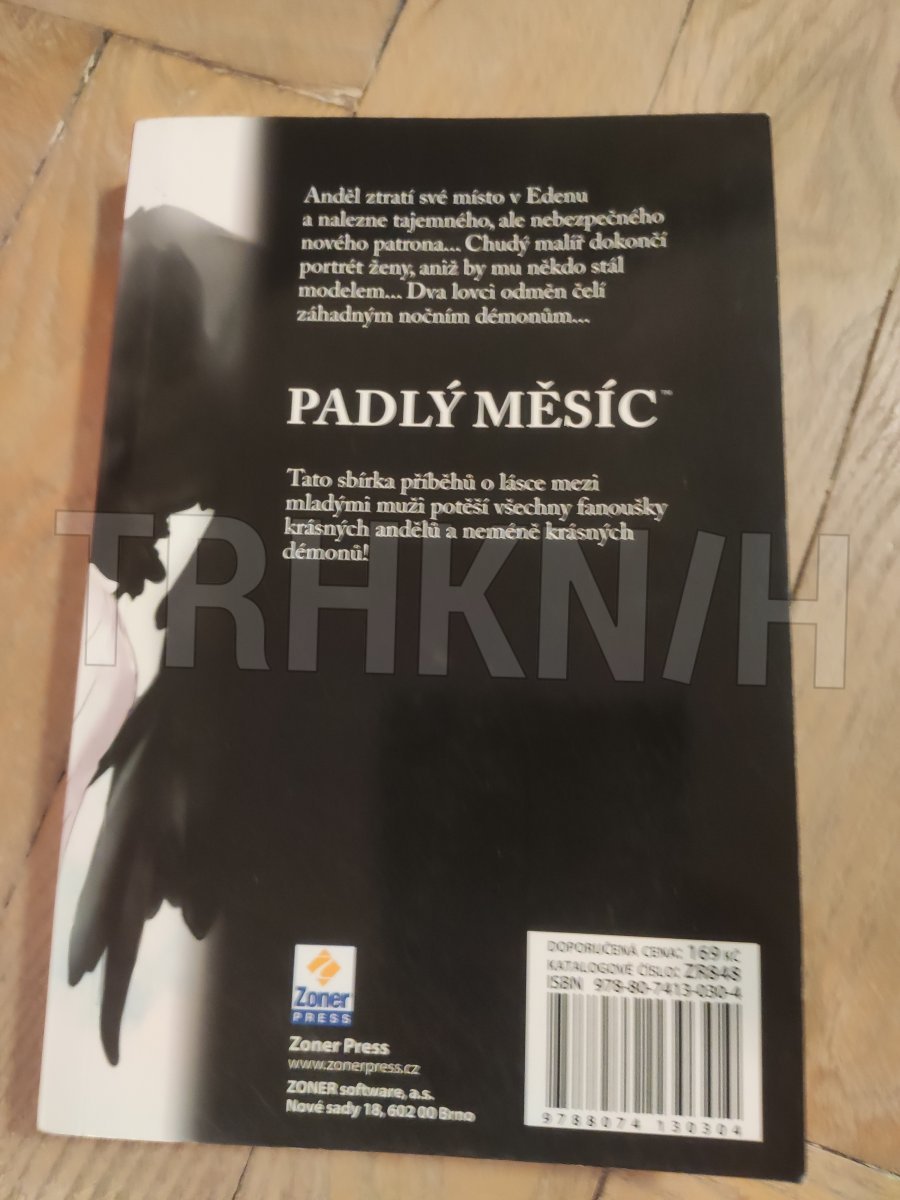 Anděl ztratí své místo v Edenu
a nalezne tajemného, ale nebezpečného
nového patrona... Chudý malíř dokončí
portrét ženy, aniž by mu někdo stál
modelem... Dva lovci odměn čelí
záhadným nočním démonům...
PADLÝ MĚSÍC™
Tato sbírka příběhů o lásce mezi
mladými muži potěší všechny fanoušky
krásných andělů a neméně krásných
démonů!
TRHKNIH
Zoner
PRESS
Zoner Press
www.zonerpress.cz
ZONER software, a.s.
Nové sady 18, 602 00 Brno
DOPORUČENÁ CENA: 169 KČ
KATALOGOVÉ ČÍSLO: ZR848
ISBN 978-80-7413-030-4
9788074130304